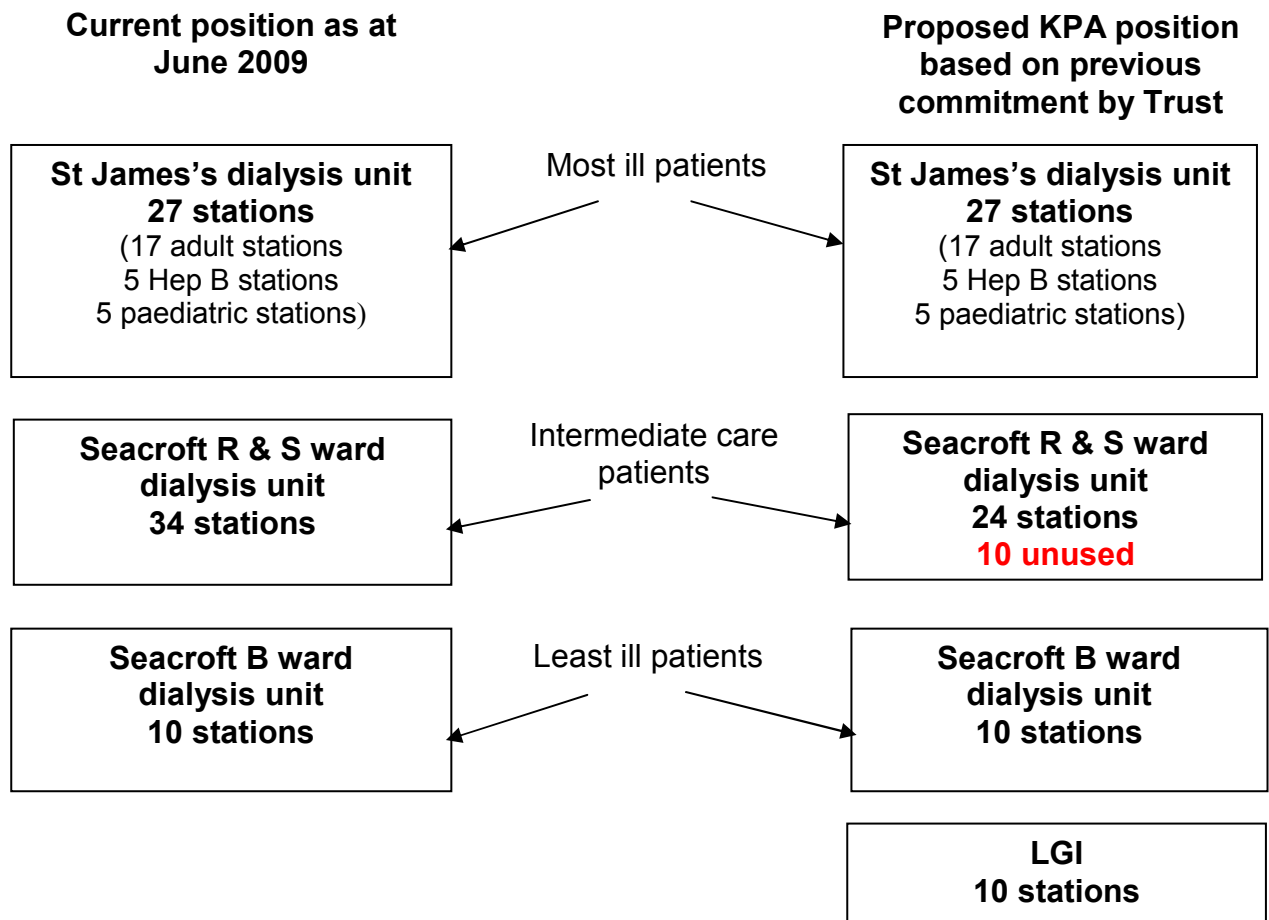 Current position as at
June 2009
Proposed KPA position
based on previous
commitment by Trust
St James’s dialysis unit
27 stations
(17 adult stations
5 Hep B stations
5 paediatric stations)
Most ill patients
St James’s dialysis unit
27 stations
(17 adult stations
5 Hep B stations
5 paediatric stations)
Seacroft R & S ward
dialysis unit
34 stations
Intermediate care
patients
Seacroft R & S ward
dialysis unit
24 stations
10 unused
Seacroft B ward
dialysis unit
10 stations
Least ill patients
Seacroft B ward
dialysis unit
10 stations
LGI
10 stations